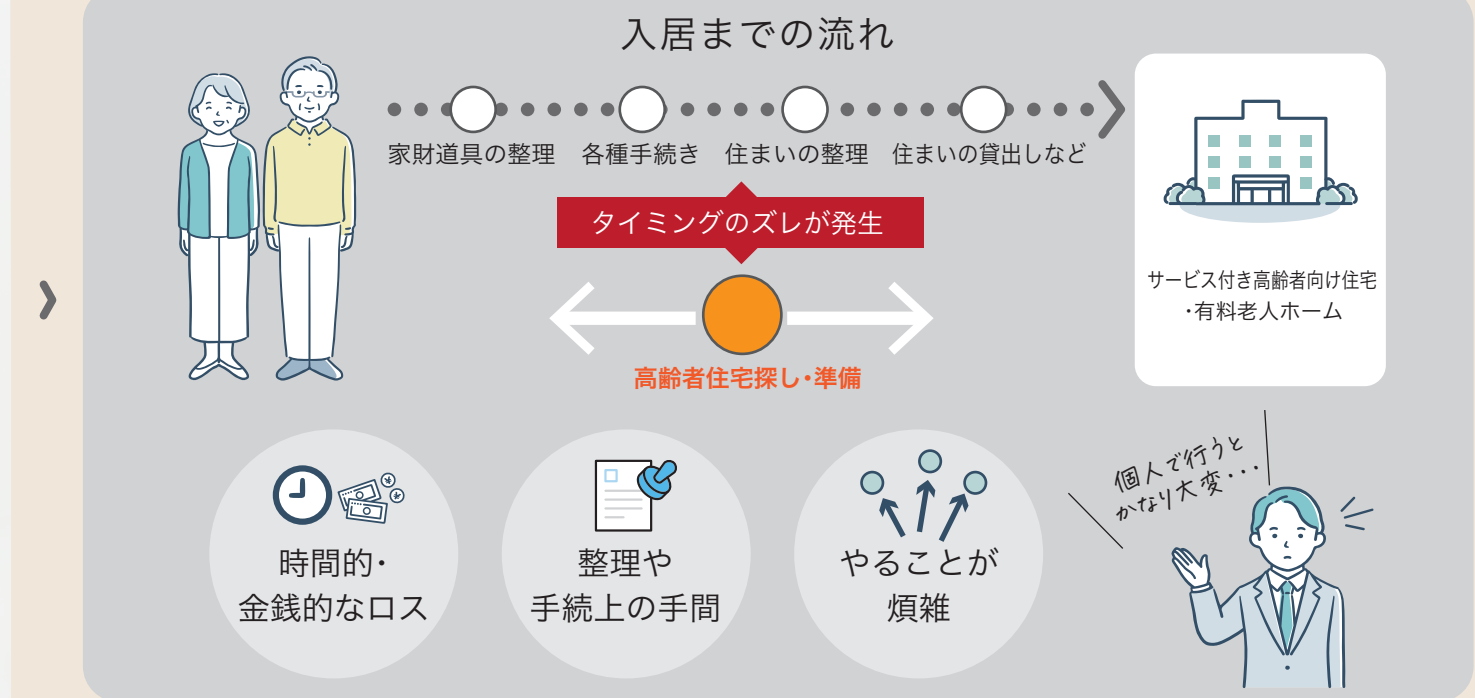 入居までの流れ
家財道具の整理
各種手続き
住まいの整理
住まいの貸出しなど
タイミングのズレが発生
高齢者住宅探し・準備
サービス付き高齢者向け住宅
・有料老人ホーム
時間的・
金銭的なロス
整理や
手続上の手間
やることが
煩雑
個人で行うと
かなり大変・・・